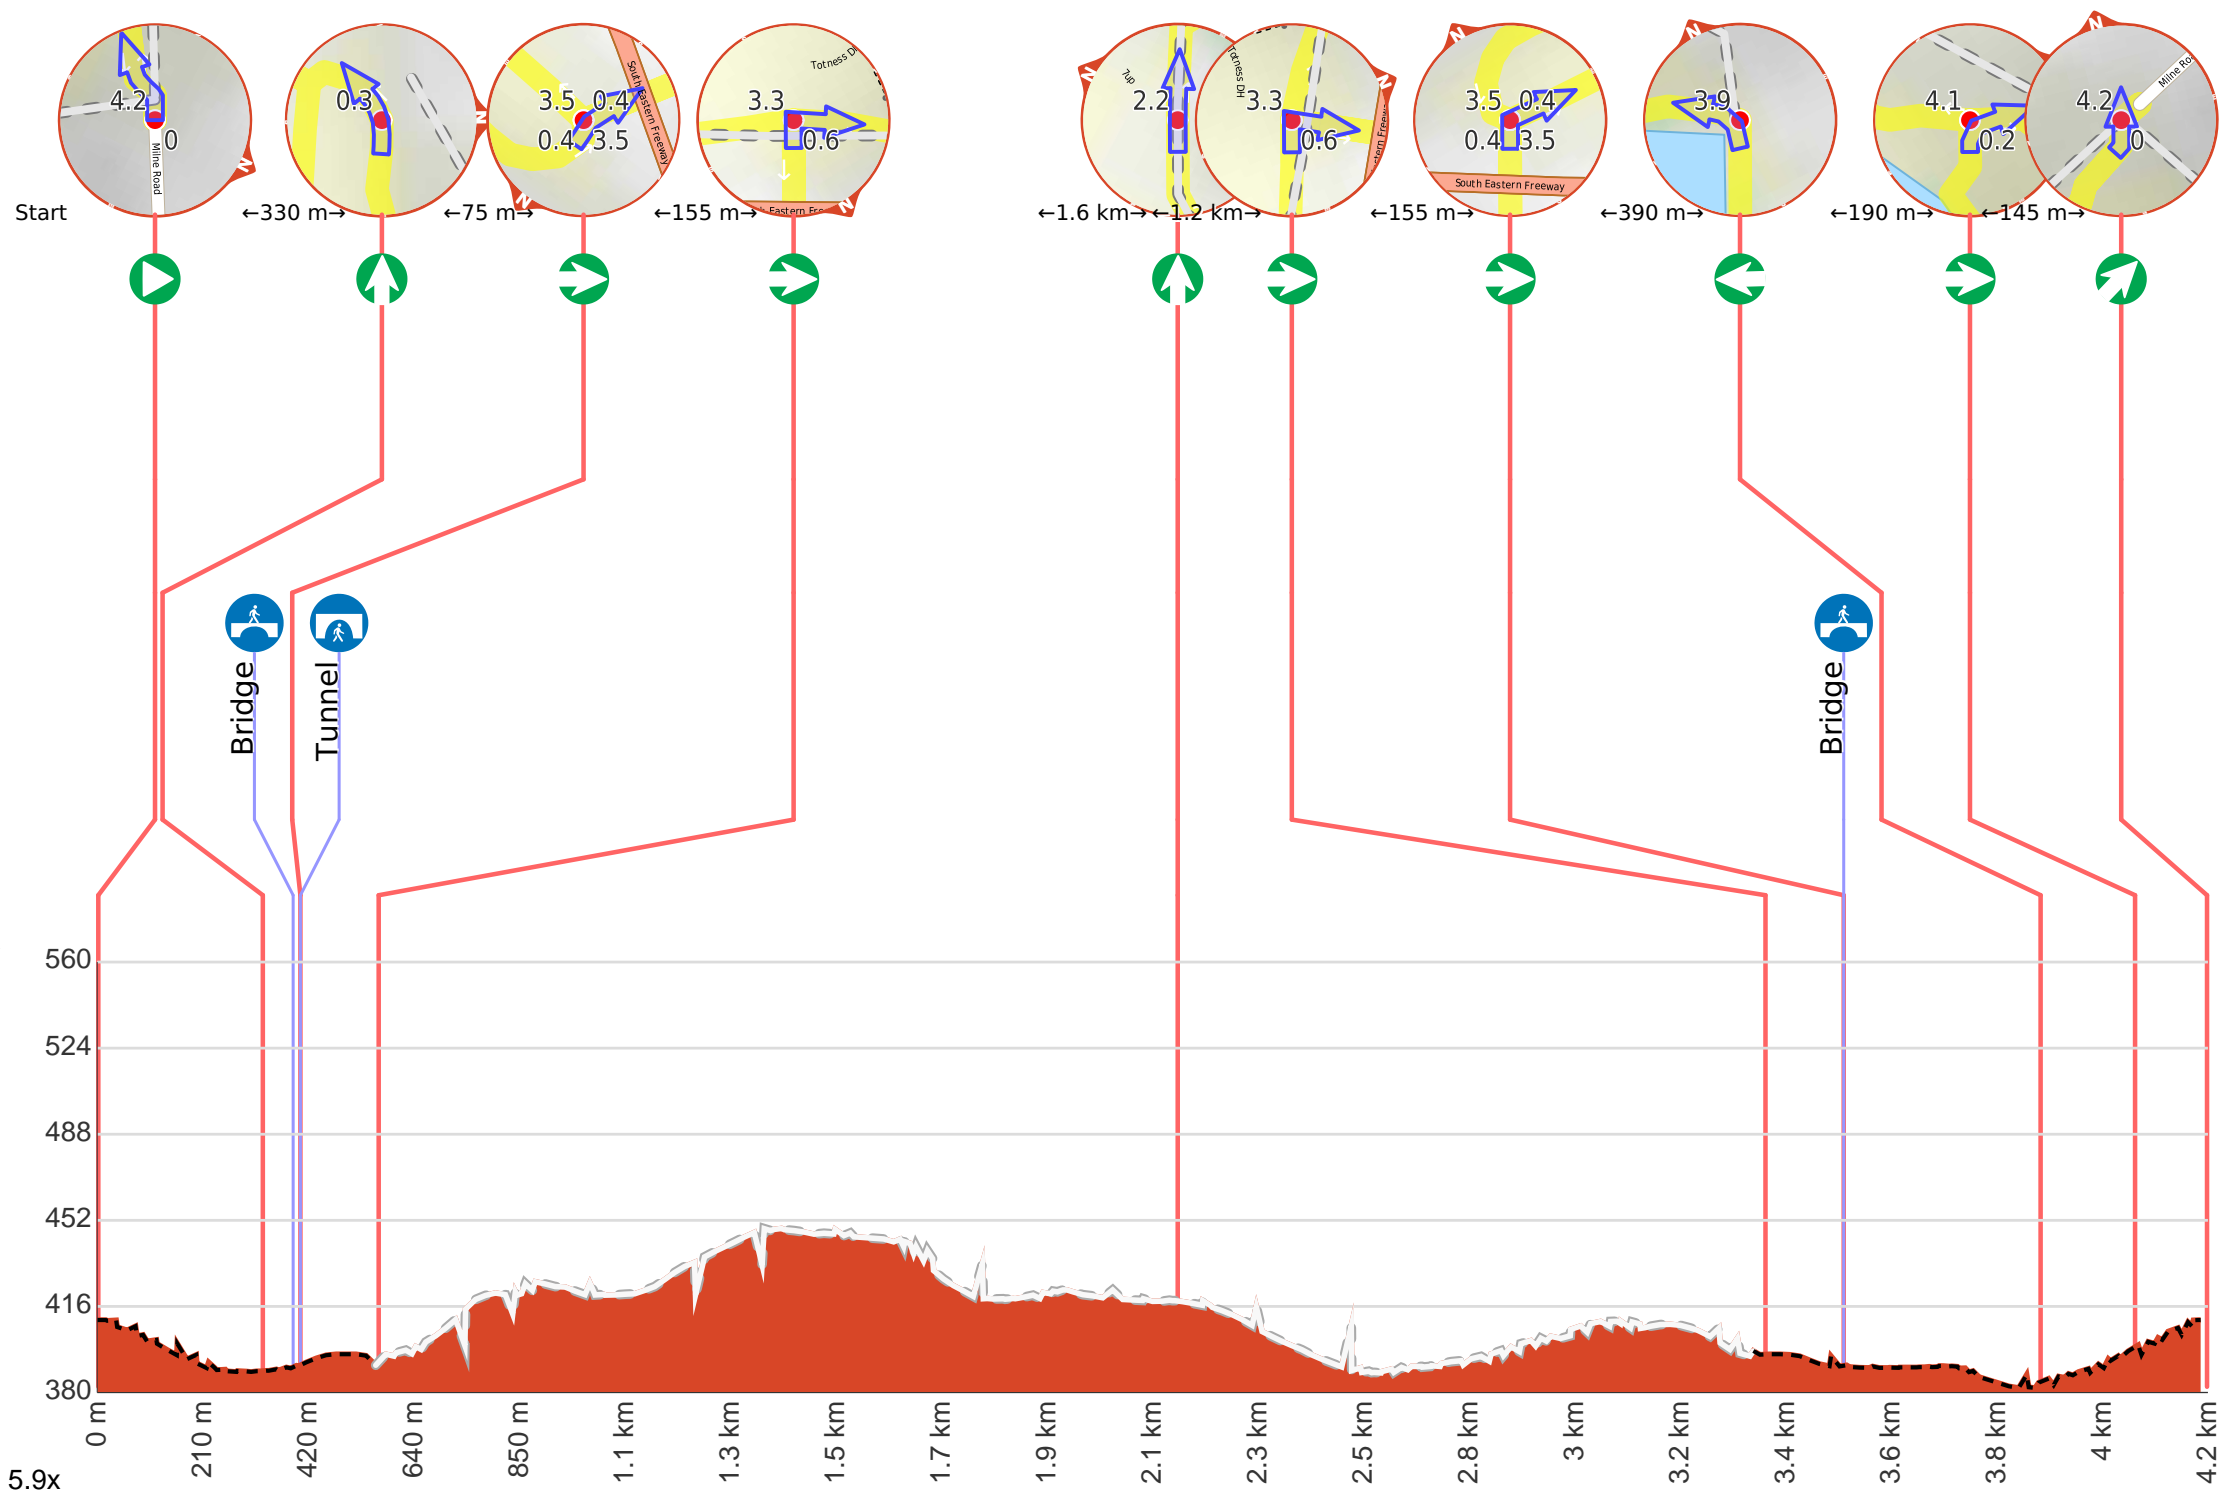 N N N N N N N N N
Milne Road
4.2
0
0.3
South Eastern Freeway
3.5 0.4
0.4 3.5
3.3
0.6
7up
2.2
Totness DH
3.3
0.6
3.5 0.4
0.4 3.5
South Eastern Freeway
3.9
4.1
0.2
4.2
0
Start
←330 m→
←75 m→
←155 m→
←1.6 km→
←1.2 km→
←155 m→
←390 m→
←190 m→
←145 m→
Bridge
Tunnel
Bridge
560
524
488
452
416
380
0 m
210 m
420 m
640 m
850 m
1.1 km
1.3 km
1.5 km
1.7 km
1.9 km
2.1 km
2.3 km
2.5 km
2.8 km
3 km
3.2 km
3.4 km
3.6 km
3.8 km
4 km
4.2 km
5.9x